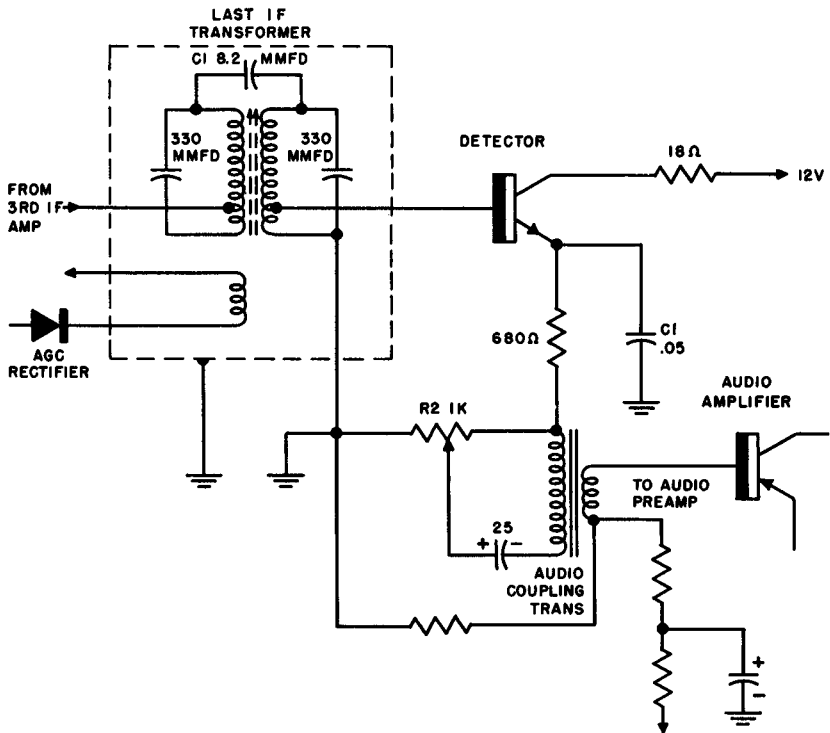 LAST IF
TRANSFORMER
C1 8.2 MMFD
330
MMFD
330
MMFD
DETECTOR
18Ω
12V
FROM
3RD IF
AMP
680Ω
C1
.05
AGC
RECTIFIER
R2 1K
AUDIO
AMPLIFIER
TO AUDIO
PREAMP
+ 25 -
AUDIO
COUPLING
TRANS
+
-